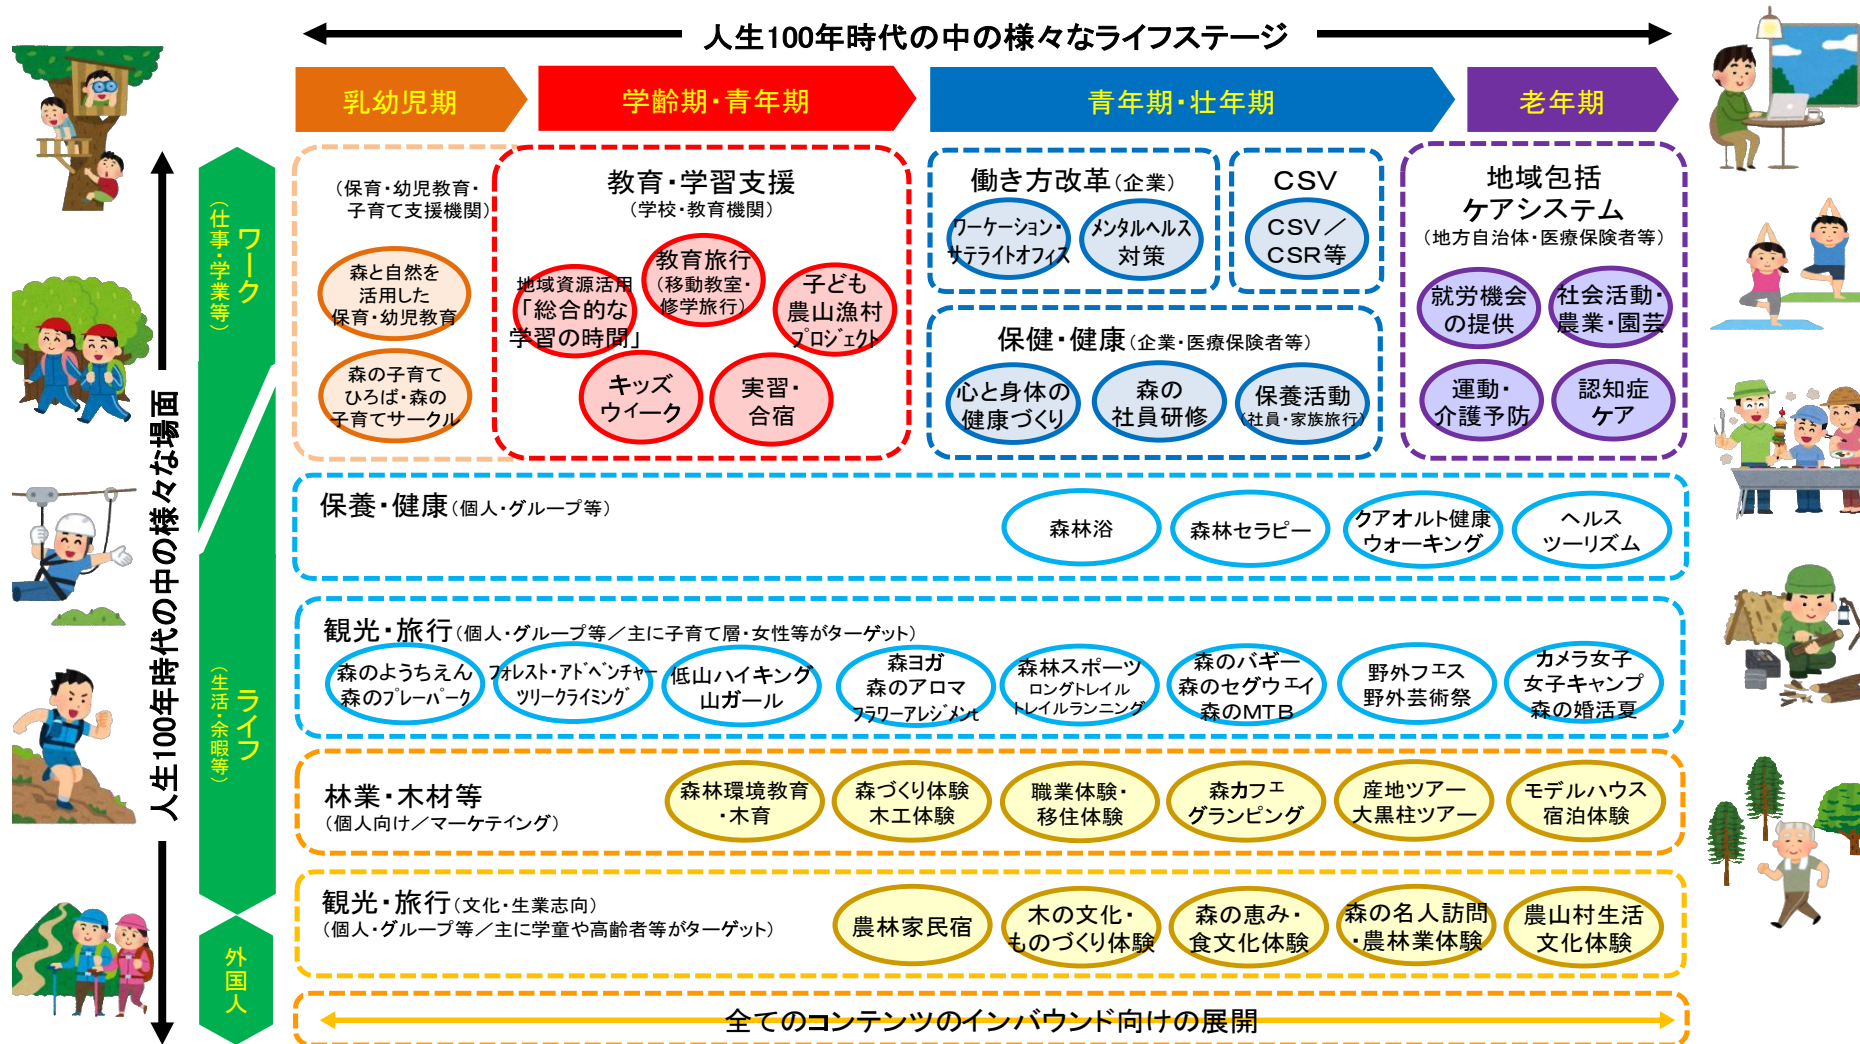 人生100年時代の中の様々なライフステージ
乳幼児期
学齢期・青年期
青年期・壮年期
老年期
人生100年時代の中の様々な場面
ワーク
（仕事・学業等）
ライフ
（生活・余暇等）
外国人
（保育・幼児教育・
子育て支援機関）
森と自然を
活用した
保育・幼児教育
森の子育て
ひろば・森の
子育てサークル
教育・学習支援
（学校・教育機関）
地域資源活用
「総合的な
学習の時間」
教育旅行
（移動教室・
修学旅行）
子ども
農山漁村
プロジェクト
キッズ
ウィーク
実習・
合宿
働き方改革（企業）
ワーケーション・
サテライトオフィス
メンタルヘルス
対策
ＣＳＶ
CSV／
CSR等
保健・健康（企業・医療保険者等）
心と身体の
健康づくり
森の
社員研修
保養活動
（社員・家族旅行）
地域包括
ケアシステム
（地方自治体・医療保険者等）
就労機会
の提供
社会活動・
農業・園芸
運動・
介護予防
認知症
ケア
保養・健康（個人・グループ等）
森林浴
森林セラピー
クアオルト健康
ウォーキング
ヘルス
ツーリズム
観光・旅行（個人・グループ等／主に子育て層・女性等がターゲット）
森のようちえん
森のプレーパーク
フォレスト・アドベンチャー
ツリークライミング
低山ハイキング
山ガール
森ヨガ
森のアロマ
フラワーアレジメンt
森林スポーツ
ロングトレイル
トレイルランニング
森のバギー
森のセグウェイ
森のMTB
野外フェス
野外芸術祭
カメラ女子
女子キャンプ
森の婚活夏
林業・木材等
（個人向け／マーケテイング）
森林環境教育
・木育
森づくり体験
木工体験
職業体験・
移住体験
森カフェ
グランピング
産地ツアー
大黒柱ツアー
モデルハウス
宿泊体験
観光・旅行（文化・生業志向）
（個人・グループ等／主に学童や高齢者等がターゲット）
農林家民宿
木の文化・
ものづくり体験
森の恵み・
食文化体験
森の名人訪問
・農林業体験
農山村生活
文化体験
全てのコンテンツのインバウンド向けの展開